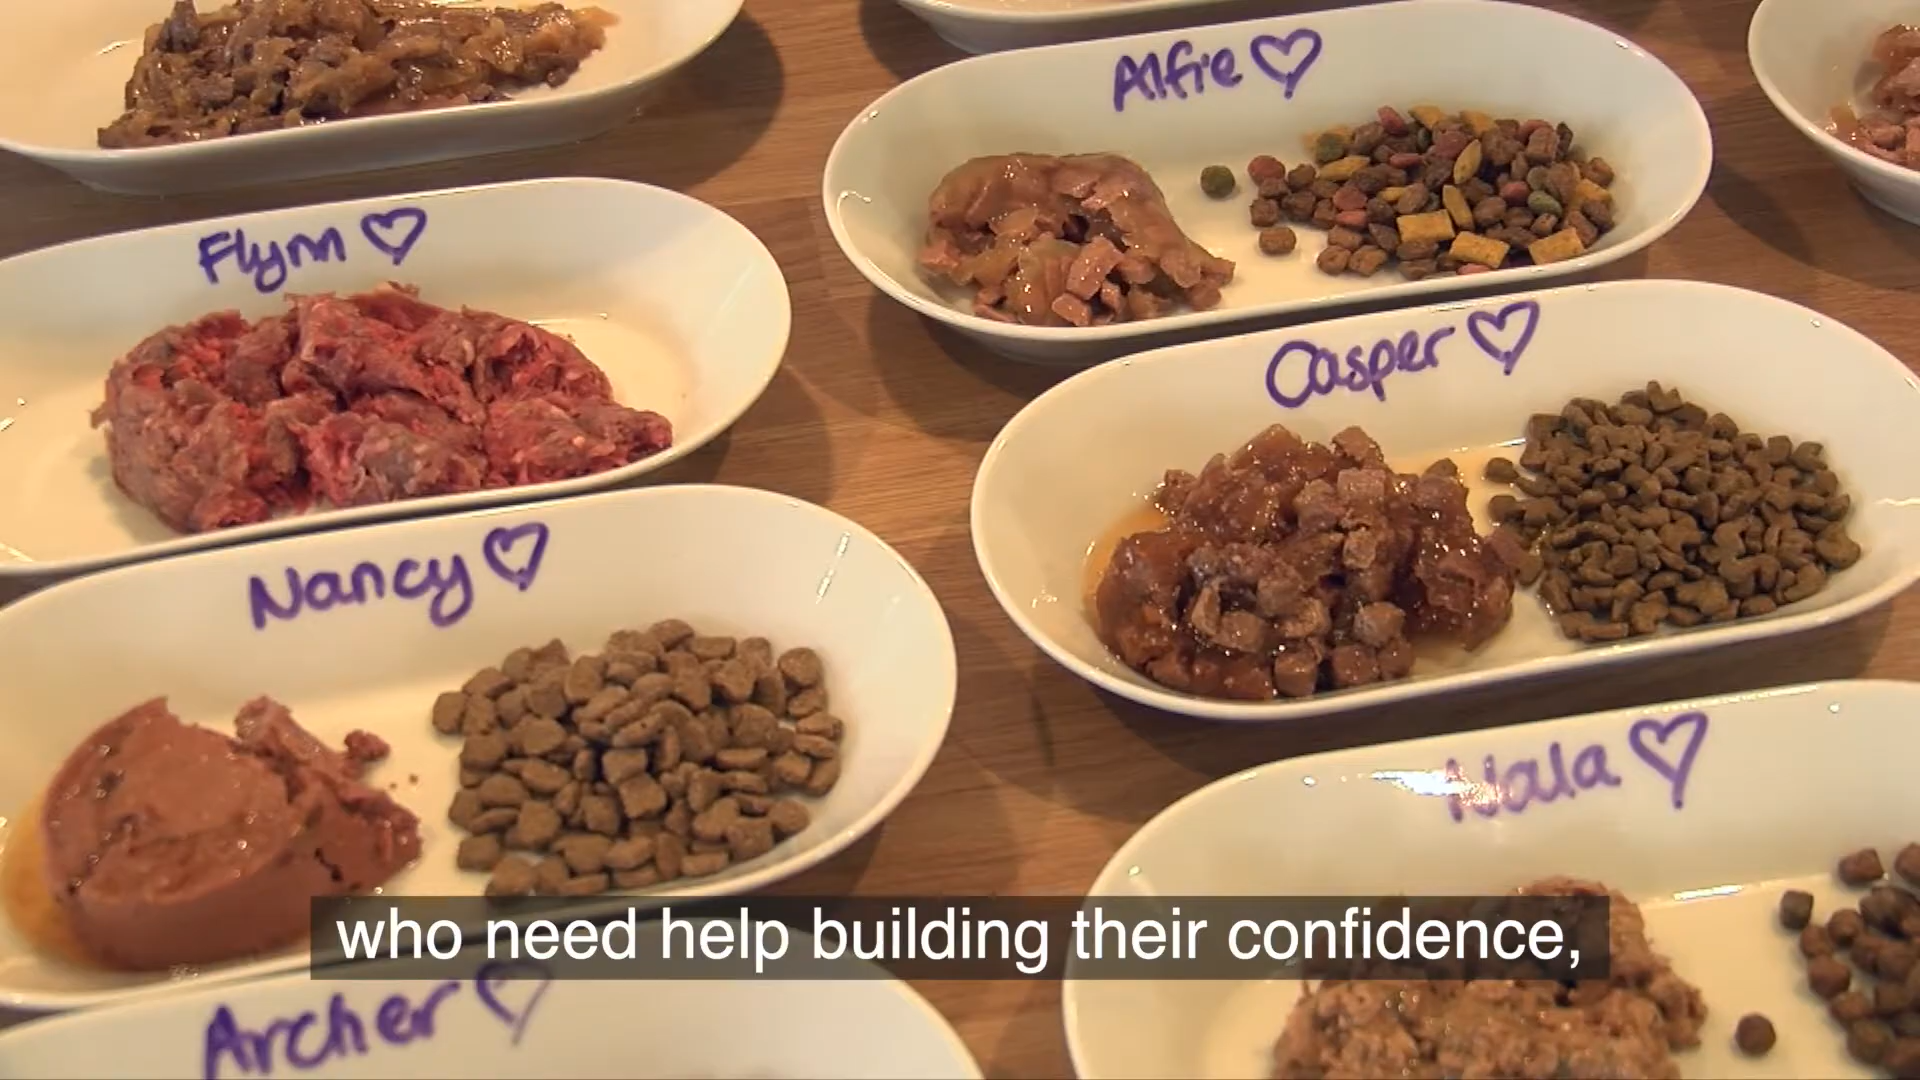 Alfie
Flynn
Casper
Nancy
Nala
who need help building their confidence,
Archer